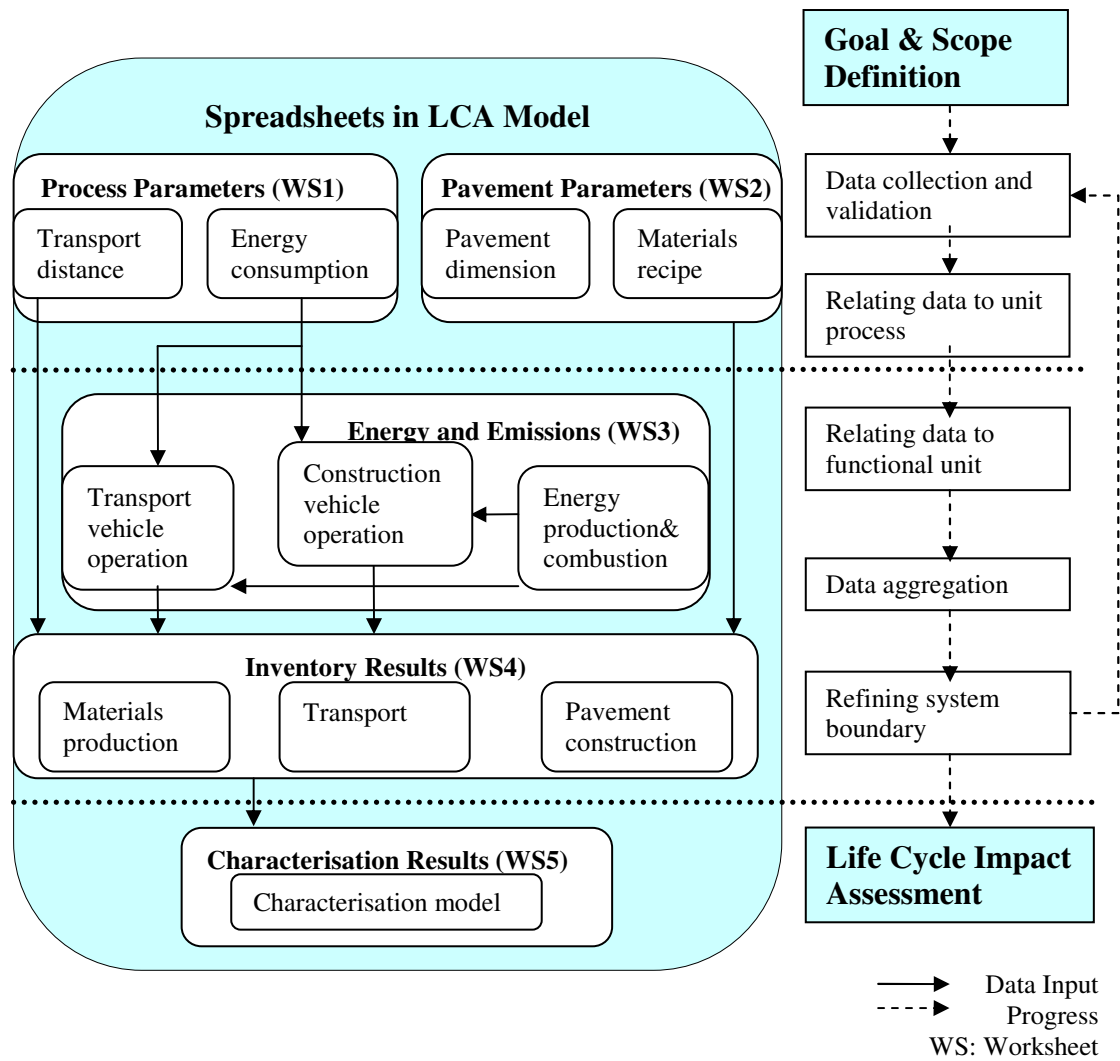 Spreadsheets in LCA Model
Process Parameters (WS1)
Transport
distance
Energy
consumption
Pavement Parameters (WS2)
Pavement
dimension
Materials
recipe
Energy and Emissions (WS3)
Transport
vehicle
operation
Construction
vehicle
operation
Energy
production&
combustion
Inventory Results (WS4)
Materials
production
Transport
Pavement
construction
Characterisation Results (WS5)
Characterisation model
Goal & Scope
Definition
Data collection and
validation
Relating data to unit
process
Relating data to
functional unit
Data aggregation
Refining system
boundary
Life Cycle Impact
Assessment
Data Input
Progress
WS: Worksheet